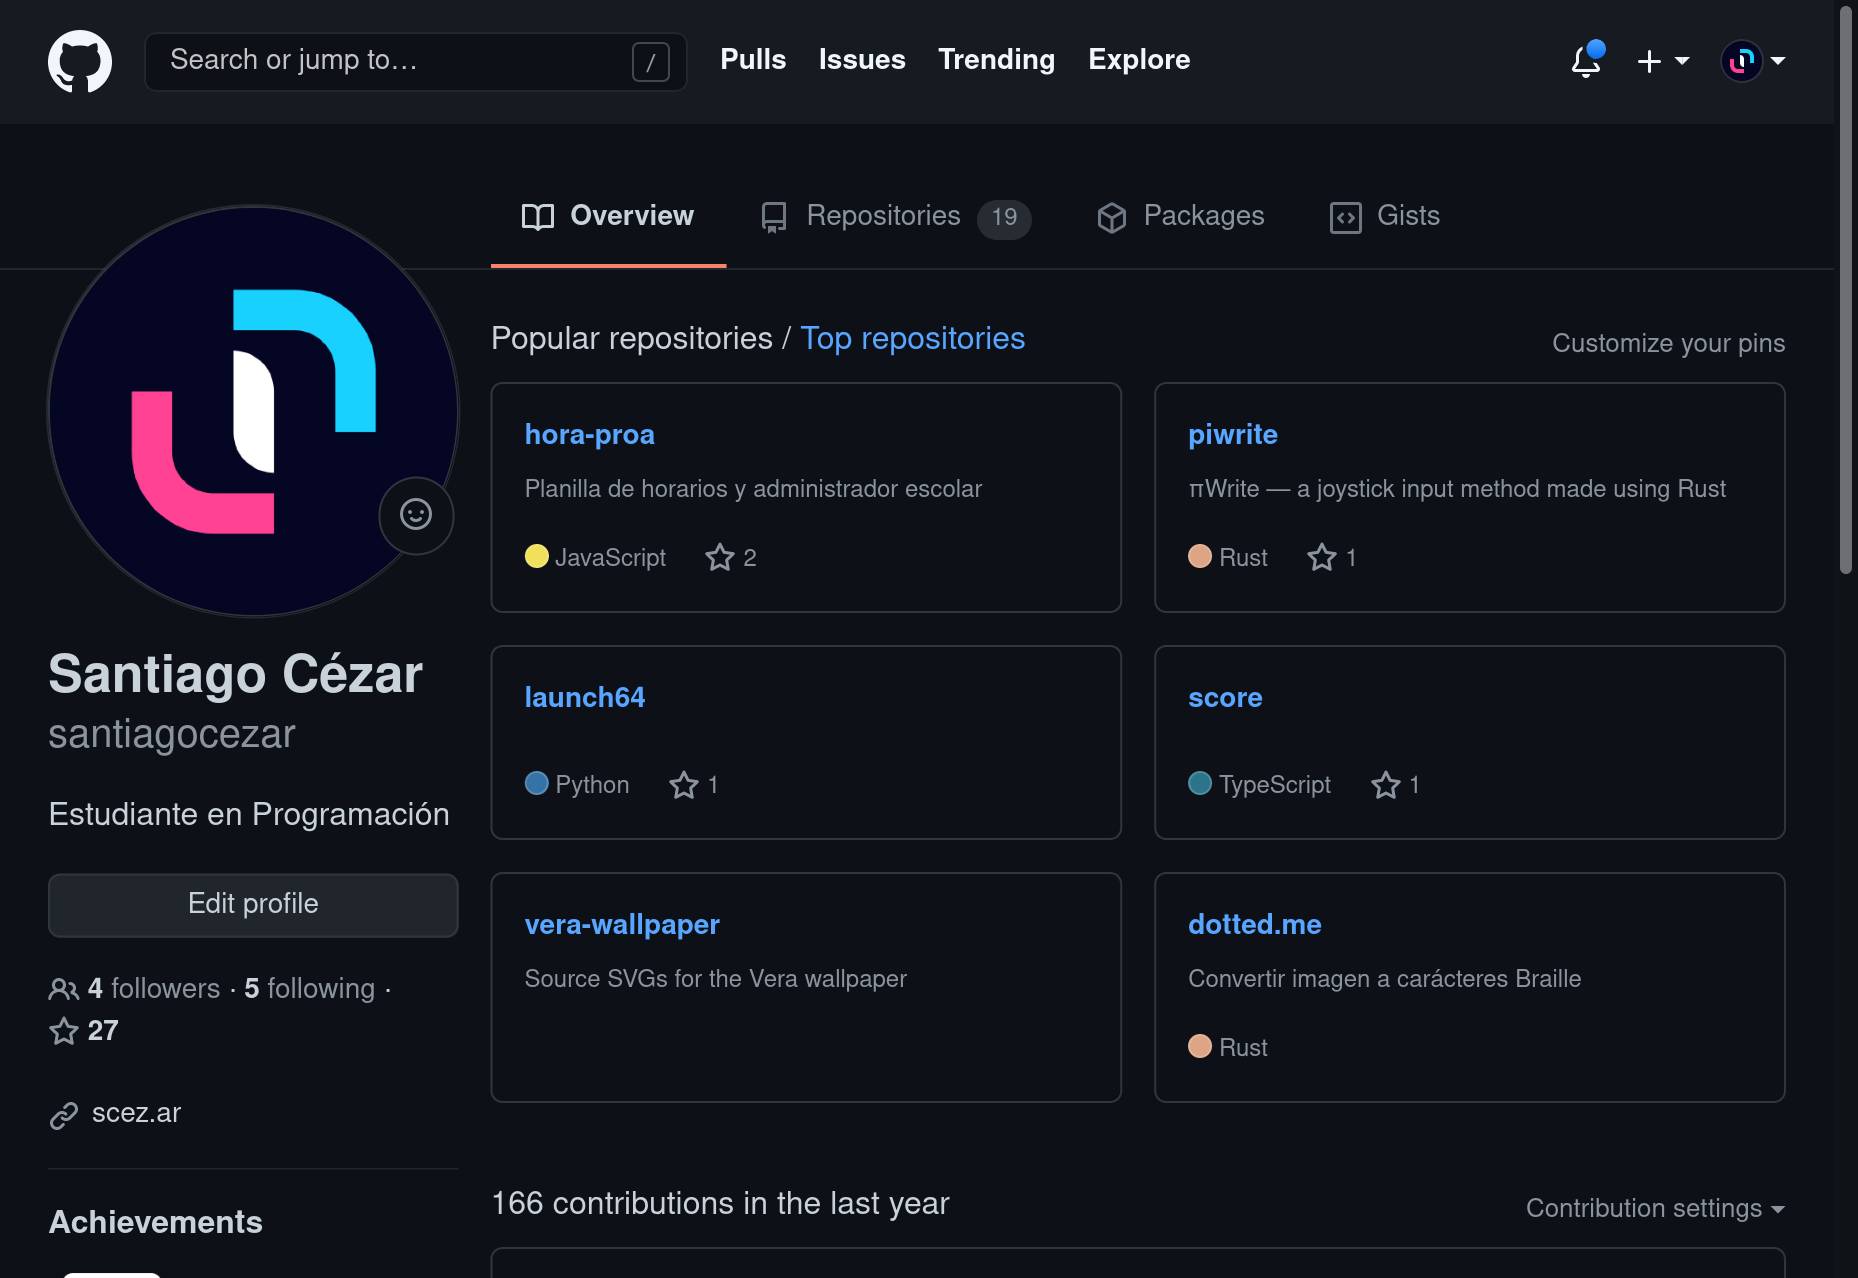 Search or jump to…
/
Pulls
Issues
Trending
Explore
Overview
Repositories 19
Packages
Gists
Santiago Cézar
santiagocezar
Estudiante en Programación
Edit profile
4 followers · 5 following ·
27
scez.ar
Achievements
Popular repositories / Top repositories
Customize your pins
hora-proa
Planilla de horarios y administrador escolar
JavaScript 2
piwrite
πWrite — a joystick input method made using Rust
Rust 1
launch64
Python 1
score
TypeScript 1
vera-wallpaper
Source SVGs for the Vera wallpaper
dotted.me
Convertir imagen a carácteres Braille
Rust
166 contributions in the last year
Contribution settings